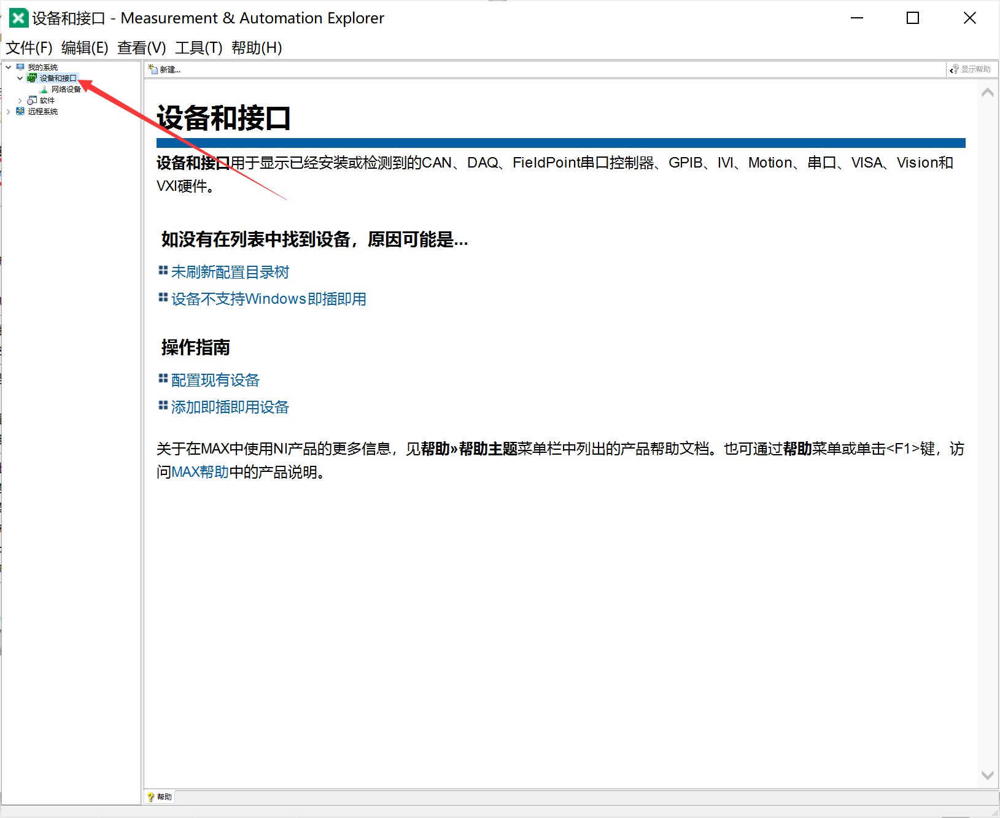 设备和接口 - Measurement & Automation Explorer
文件(F) 编辑(E) 查看(V) 工具(T) 帮助(H)
我的系统
设备和接口
网络设备
软件
远程系统
新建...
显示帮助
设备和接口
设备和接口用于显示已经安装或检测到的CAN、DAQ、FieldPoint串口控制器、GPIB、IVI、Motion、串口、VISA、Vision和
VXI硬件。
如没有在列表中找到设备，原因可能是...
未刷新配置目录树
设备不支持Windows即插即用
操作指南
配置现有设备
添加即插即用设备
关于在MAX中使用NI产品的更多信息，见帮助»帮助主题菜单栏中列出的产品帮助文档。也可通过帮助菜单或单击<F1>键，访
问MAX帮助中的产品说明。
帮助